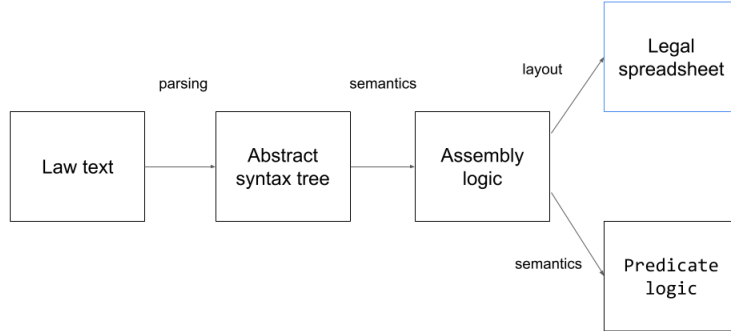 Legal
spreadsheet
layout
parsing
semantics
Law text
Abstract
syntax tree
Assembly
logic
semantics
Predicate
logic